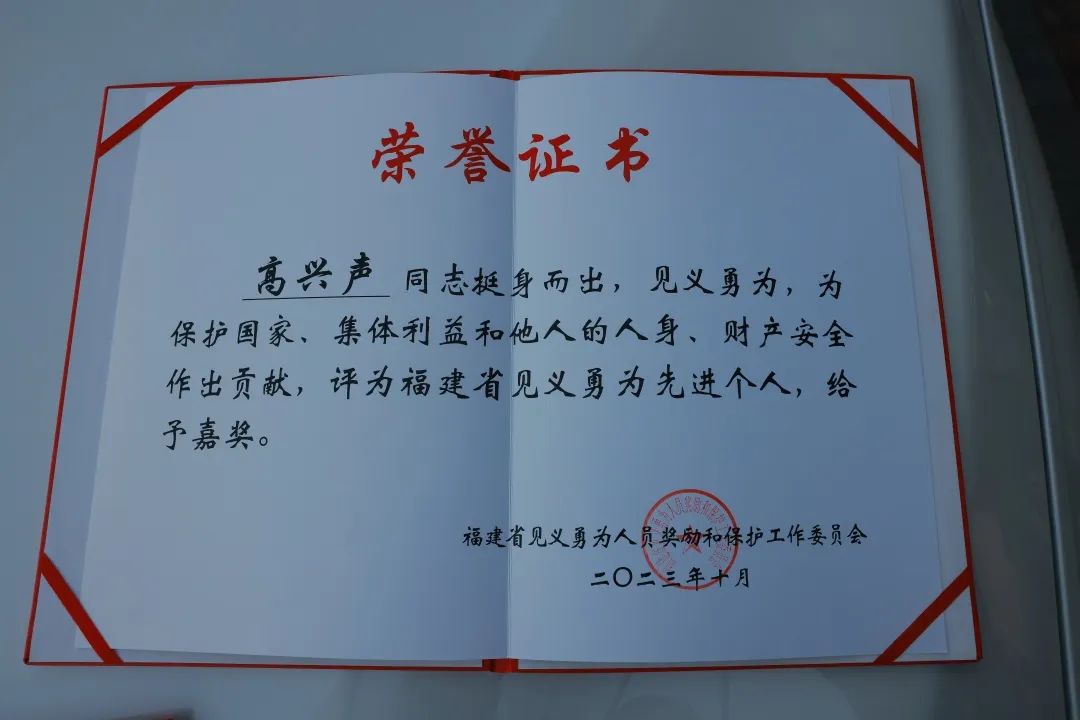 荣誉证书
高兴声 同志挺身而出，见义勇为，为
保护国家、集体利益和他人的人身、财产安全
作出贡献，评为福建省见义勇为先进个人，给
予嘉奖。
福建省见义勇为人员奖励和保护工作委员会
二〇二三年十月